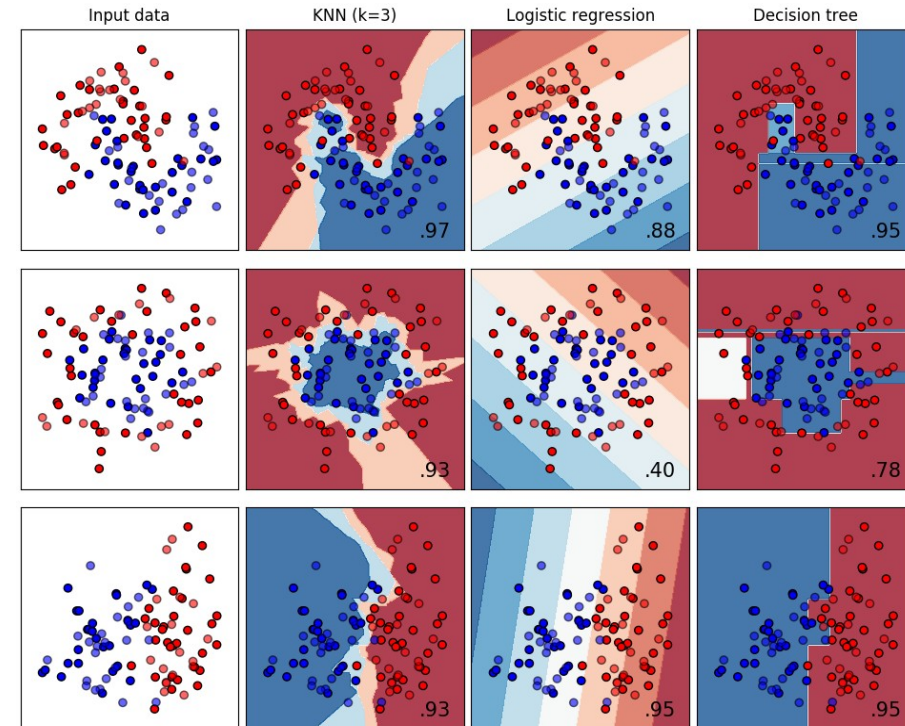 Input data KNN (k=3) Logistic regression Decision tree
.97 .88 .95
.93 .40 .78
.93 .95 .95